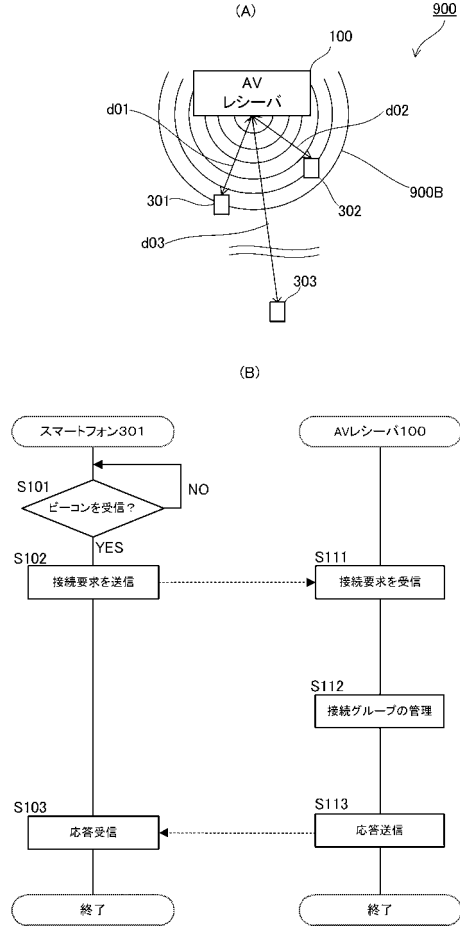 (A)
900
100
AV
レシーバ
d01
d02
301
302
900B
d03
303
(B)
スマートフォン301
AVレシーバ100
S101
ビーコンを受信？
NO
YES
S102
接続要求を送信
S111
接続要求を受信
S112
接続グループの管理
S103
応答受信
S113
応答送信
終了
終了